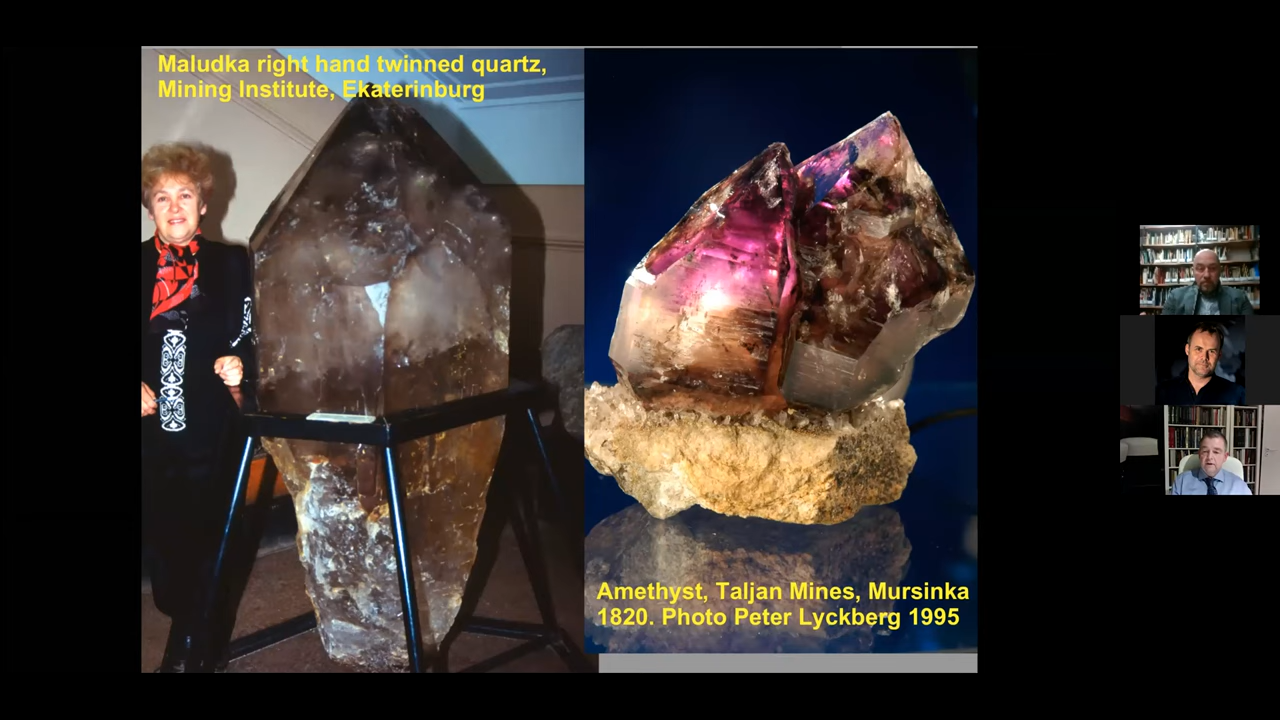 Maludka right hand twinned quartz,
Mining Institute, Ekaterinburg
Amethyst, Taljan Mines, Mursinka
1820. Photo Peter Lyckberg 1995